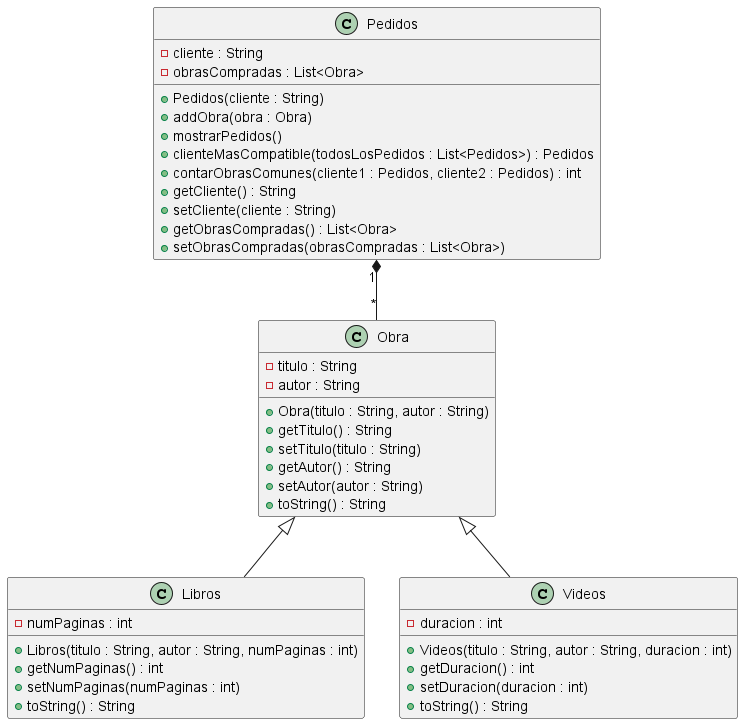 C Pedidos
cliente : String
obrasCompradas : List<Obra>
Pedidos(cliente : String)
addObra(obra : Obra)
mostrarPedidos()
clienteMasCompatible(todosLosPedidos : List<Pedidos>) : Pedidos
contarObrasComunes(cliente1 : Pedidos, cliente2 : Pedidos) : int
getCliente() : String
setCliente(cliente : String)
getObrasCompradas() : List<Obra>
setObrasCompradas(obrasCompradas : List<Obra>)
1
*
C Obra
titulo : String
autor : String
Obra(titulo : String, autor : String)
getTitulo() : String
setTitulo(titulo : String)
getAutor() : String
setAutor(autor : String)
toString() : String
C Libros
numPaginas : int
Libros(titulo : String, autor : String, numPaginas : int)
getNumPaginas() : int
setNumPaginas(numPaginas : int)
toString() : String
C Videos
duracion : int
Videos(titulo : String, autor : String, duracion : int)
getDuracion() : int
setDuracion(duracion : int)
toString() : String